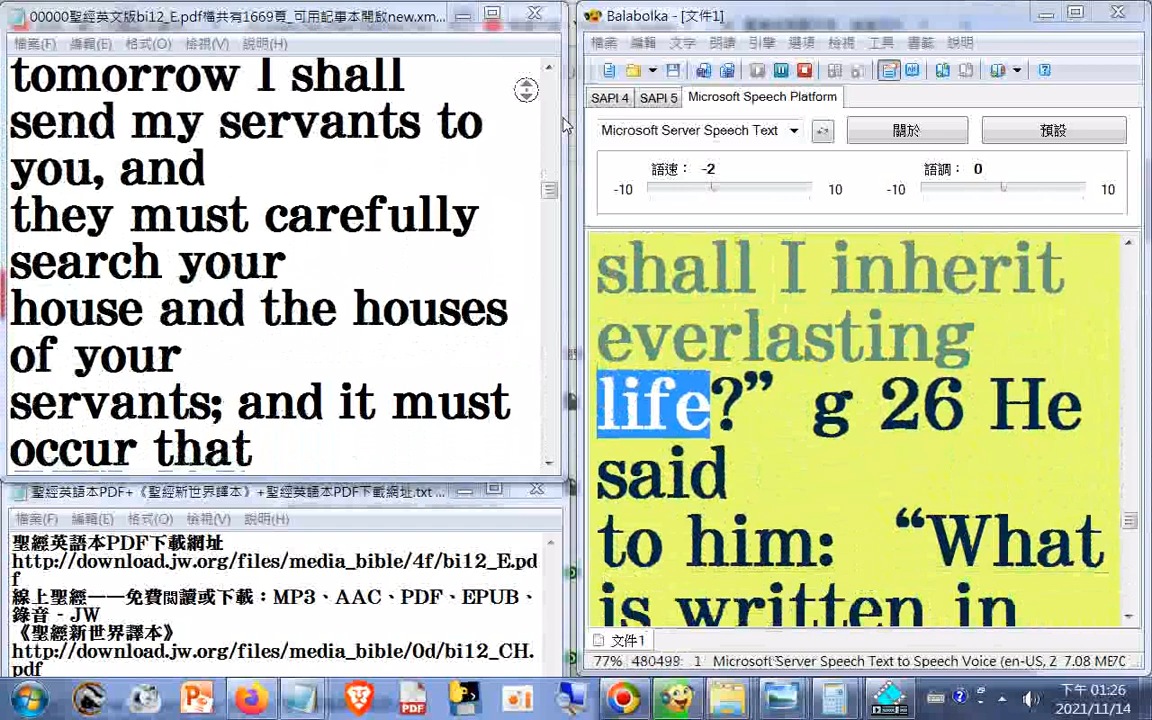 00000聖經英文版bi12_E.pdf檔共有1669頁_可用記事本開啟new.xm...
檔案(F) 編輯(E) 格式(O) 檢視(V) 說明(H)
tomorrow I shall
send my servants to
you, and
they must carefully
search your
house and the houses
of your
servants; and it must
occur that
聖經英語本PDF+《聖經新世界譯本》+聖經英語本PDF下載網址.txt ...
檔案(F) 編輯(E) 格式(O) 檢視(V) 說明(H)
聖經英語本PDF下載網址
http://download.jw.org/files/media_bible/4f/bi12_E.pd
f
線上聖經——免費閱讀或下載：MP3、AAC、PDF、EPUB、
錄音 - JW
《聖經新世界譯本》
http://download.jw.org/files/media_bible/0d/bi12_CH.
pdf
Balabolka - [文件1]
檔案 編輯 文字 朗讀 引擎 選項 檢視 工具 書籤 說明
SAPI 4 SAPI 5 Microsoft Speech Platform
Microsoft Server Speech Text 關於 預設
語速： -2 語調： 0
-10 10 -10 10
shall I inherit
everlasting
life?” g 26 He
said
to him: “What
is written in
文件1
77% 480498: 1 Microsoft Server Speech Text to Speech Voice (en-US, Z 7.08 МБ
下午 01:26
2021/11/14